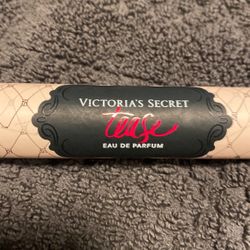 VICTORIA'S SECRET
tease
EAU DE PARFUM